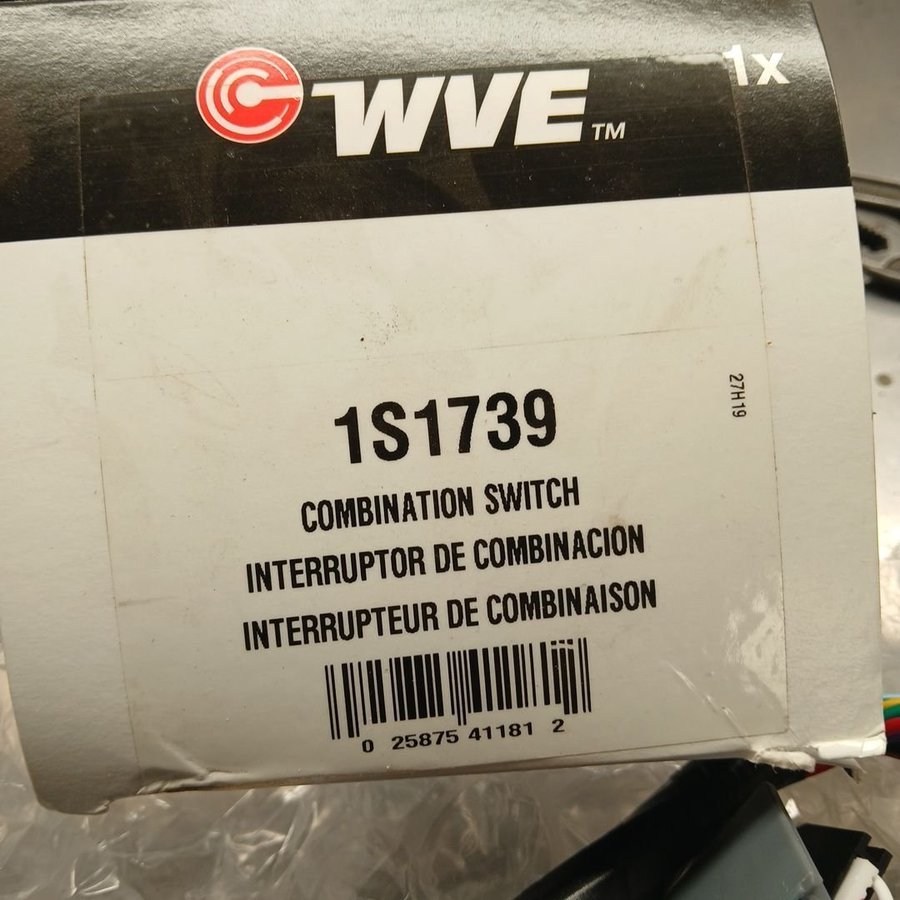 WVE™
1x
27H19
1S1739
COMBINATION SWITCH
INTERRUPTOR DE COMBINACION
INTERRUPTEUR DE COMBINAISON
0 25875 41181 2